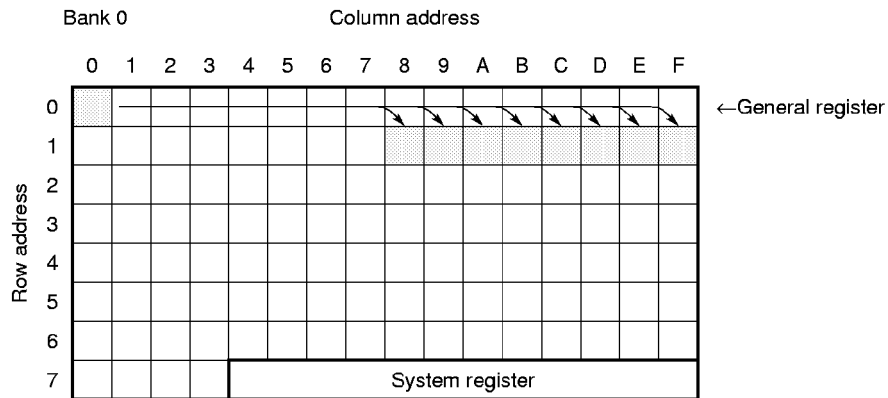 Bank 0
Column address
0 1 2 3 4 5 6 7 8 9 A B C D E F
0 ←General register
1
2
3
4
5
6
7 System register
Row address